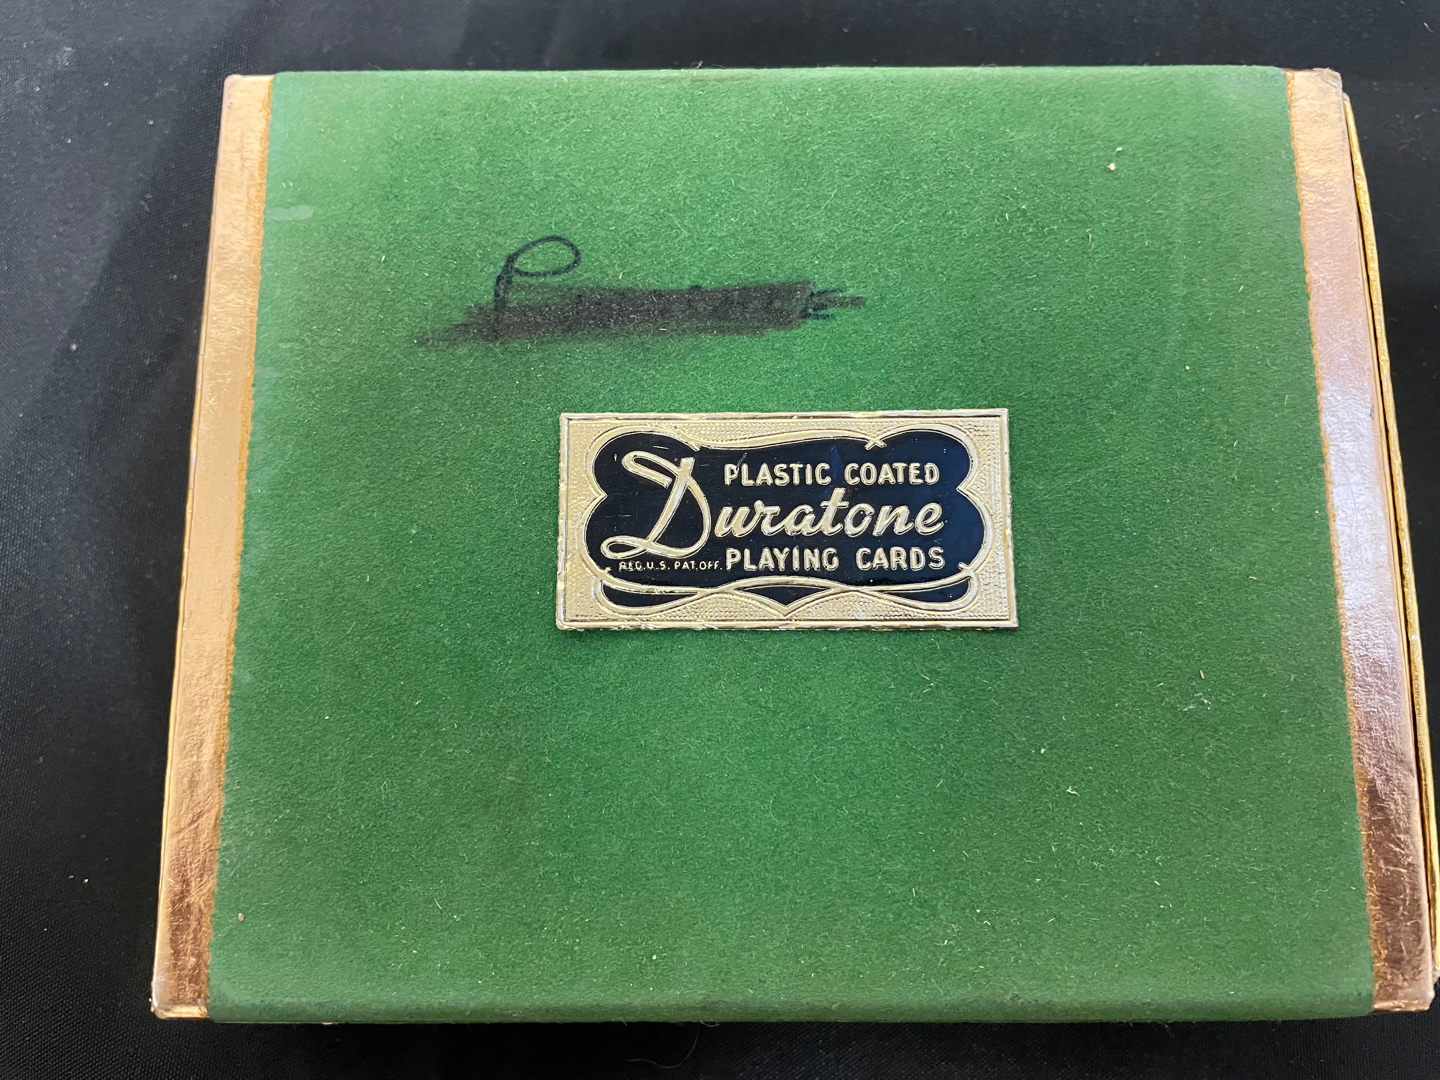 PLASTIC COATED
Duratone
REG. U.S. PAT. OFF. PLAYING CARDS